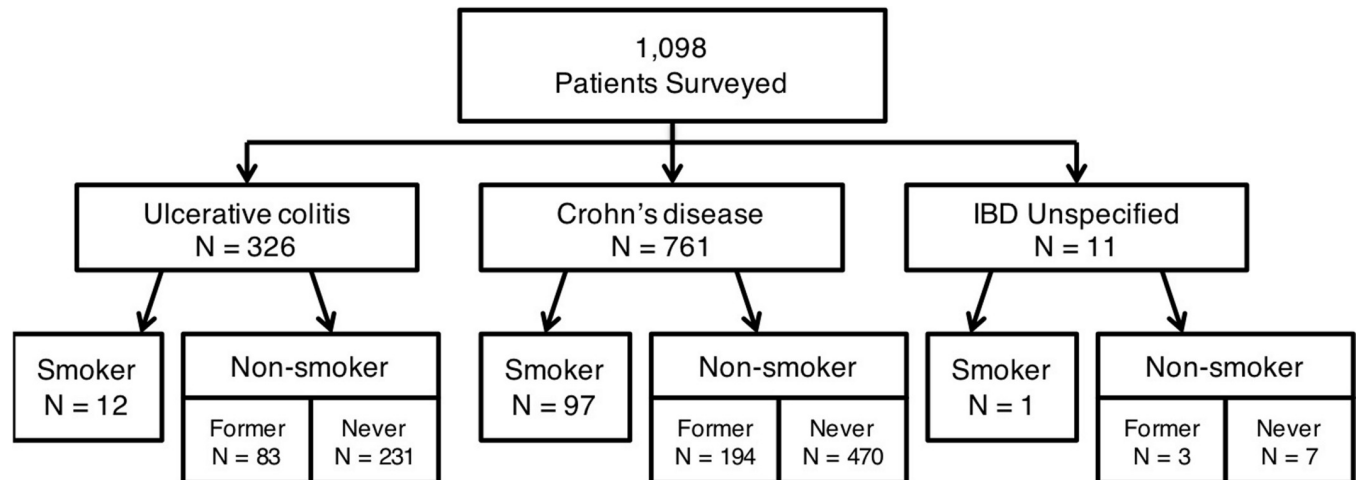 1,098
Patients Surveyed
Ulcerative colitis
N = 326
Crohn's disease
N = 761
IBD Unspecified
N = 11
Smoker
N = 12
Non-smoker
Former
N = 83
Never
N = 231
Smoker
N = 97
Non-smoker
Former
N = 194
Never
N = 470
Smoker
N = 1
Non-smoker
Former
N = 3
Never
N = 7